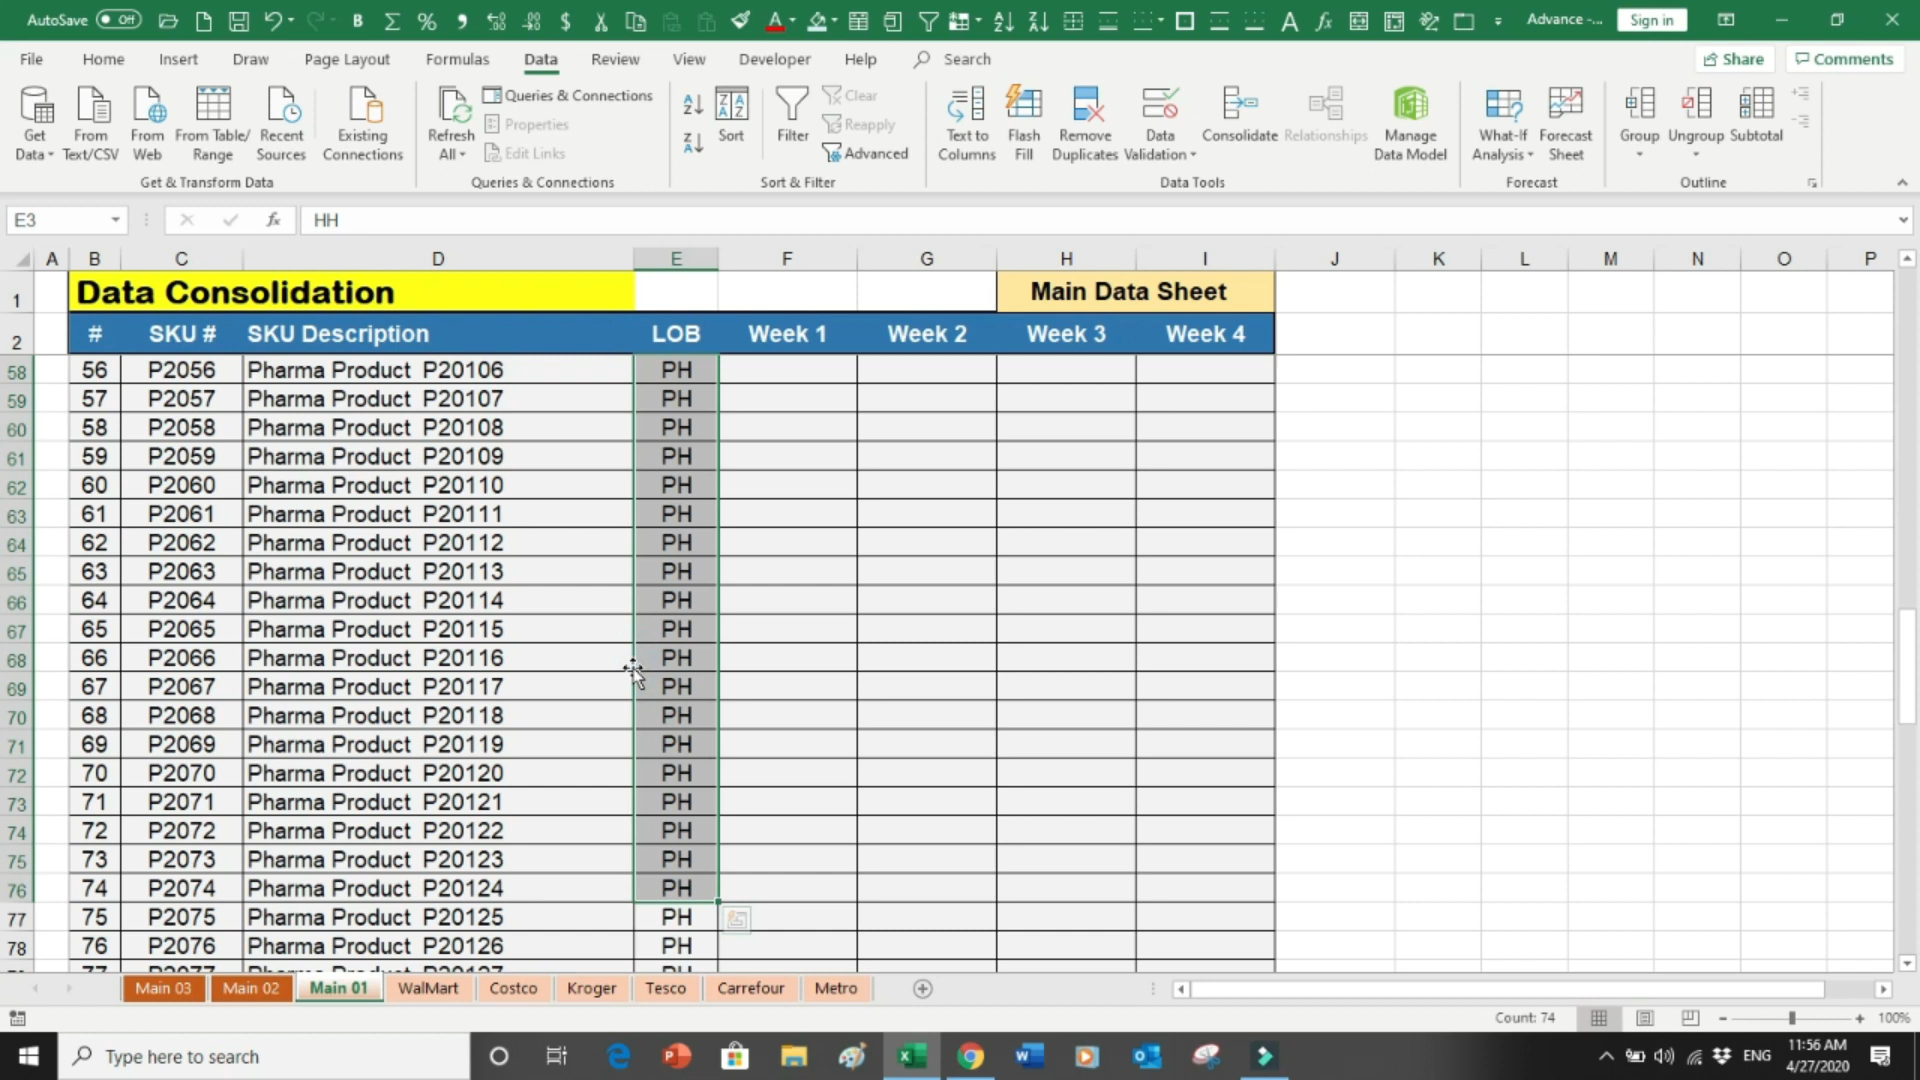 AutoSave Off B Σ % $ A A fx Advance -... Sign in
File Home Insert Draw Page Layout Formulas Data Review View Developer Help Search Share Comments
Get Data From Text/CSV From Web From Table/ Range Recent Sources Existing Connections Refresh All Queries & Connections Properties Edit Links Sort Filter Clear Reapply Advanced Text to Columns Flash Fill Remove Duplicates Data Validation Consolidate Relationships Manage Data Model What-If Analysis Forecast Sheet Group Ungroup Subtotal
Get & Transform Data Queries & Connections Sort & Filter Data Tools Forecast Outline
E3 fx HH
A B C D E F G H I J K L M N O P
1 Data Consolidation Main Data Sheet
2 # SKU # SKU Description LOB Week 1 Week 2 Week 3 Week 4
58 56 P2056 Pharma Product P20106 PH
59 57 P2057 Pharma Product P20107 PH
60 58 P2058 Pharma Product P20108 PH
61 59 P2059 Pharma Product P20109 PH
62 60 P2060 Pharma Product P20110 PH
63 61 P2061 Pharma Product P20111 PH
64 62 P2062 Pharma Product P20112 PH
65 63 P2063 Pharma Product P20113 PH
66 64 P2064 Pharma Product P20114 PH
67 65 P2065 Pharma Product P20115 PH
68 66 P2066 Pharma Product P20116 PH
69 67 P2067 Pharma Product P20117 PH
70 68 P2068 Pharma Product P20118 PH
71 69 P2069 Pharma Product P20119 PH
72 70 P2070 Pharma Product P20120 PH
73 71 P2071 Pharma Product P20121 PH
74 72 P2072 Pharma Product P20122 PH
75 73 P2073 Pharma Product P20123 PH
76 74 P2074 Pharma Product P20124 PH
77 75 P2075 Pharma Product P20125 PH
78 76 P2076 Pharma Product P20126 PH
77 P2077 Pharma Product P20127 PH
Main 03 Main 02 Main 01 WalMart Costco Kroger Tesco Carrefour Metro
Count: 74 100%
Type here to search ENG 11:56 AM
4/27/2020